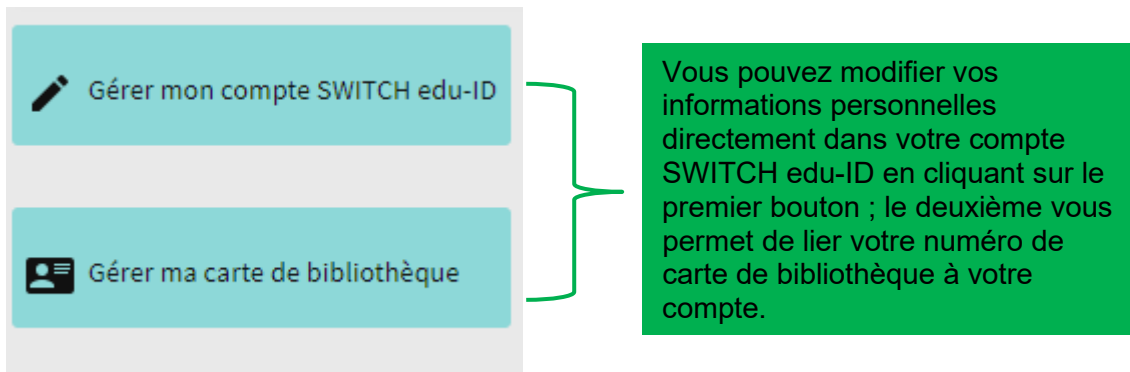 Gérer mon compte SWITCH edu-ID
Gérer ma carte de bibliothèque
Vous pouvez modifier vos
informations personnelles
directement dans votre compte
SWITCH edu-ID en cliquant sur le
premier bouton ; le deuxième vous
permet de lier votre numéro de
carte de bibliothèque à votre
compte.